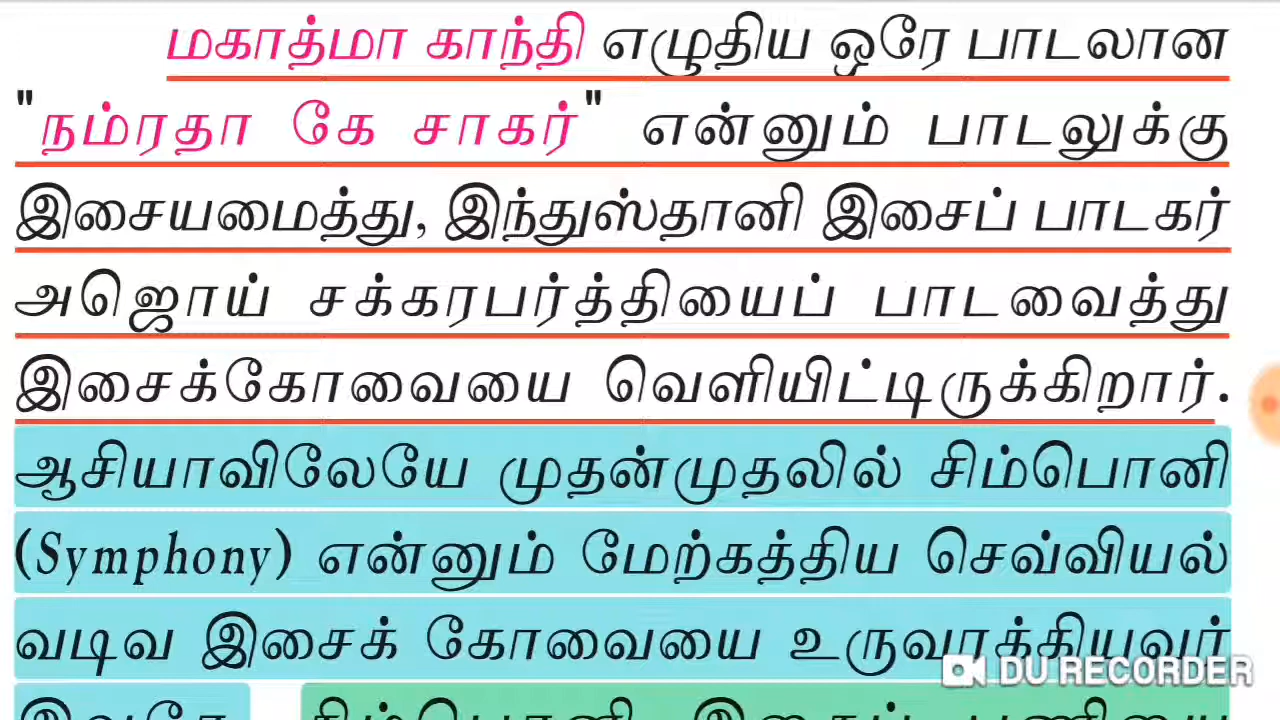 மகாத்மா காந்தி எழுதிய ஒரே பாடலான
"நம்ரதா கே சாகர்" என்னும் பாடலுக்கு
இசையமைத்து, இந்துஸ்தானி இசைப் பாடகர்
அஜொய் சக்கரபர்த்தியைப் பாடவைத்து
இசைக்கோவையை வெளியிட்டிருக்கிறார்.
ஆசியாவிலேயே முதன்முதலில் சிம்பொனி
(Symphony) என்னும் மேற்கத்திய செவ்வியல்
வடிவ இசைக் கோவையை உருவாக்கியவர்
DU RECORDER